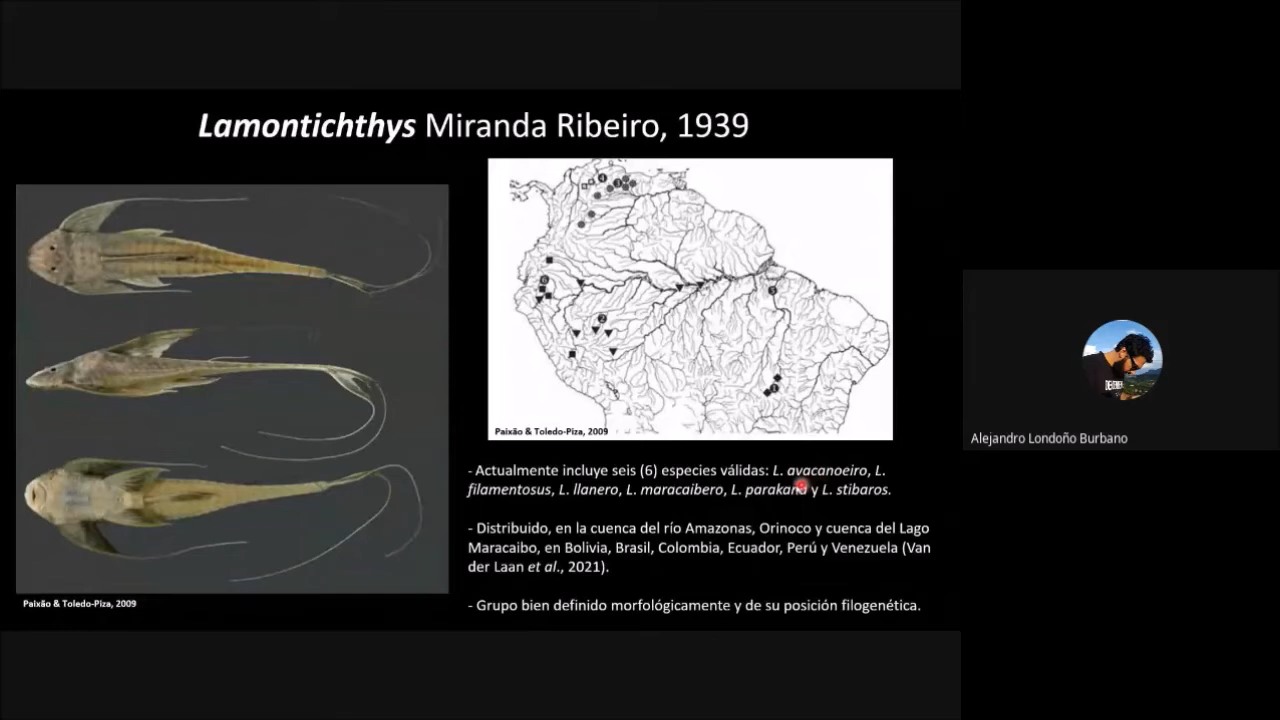 Lamontichthys Miranda Ribeiro, 1939
Paixão & Toledo-Piza, 2009
Paixão & Toledo-Piza, 2009
- Actualmente incluye seis (6) especies válidas: L. avacanoeiro, L.
filamentosus, L. llanero, L. maracaibero, L. parakana y L. stibaros.
- Distribuido, en la cuenca del río Amazonas, Orinoco y cuenca del Lago
Maracaibo, en Bolivia, Brasil, Colombia, Ecuador, Perú y Venezuela (Van
der Laan et al., 2021).
- Grupo bien definido morfológicamente y de su posición filogenética.
Alejandro Londoño Burbano